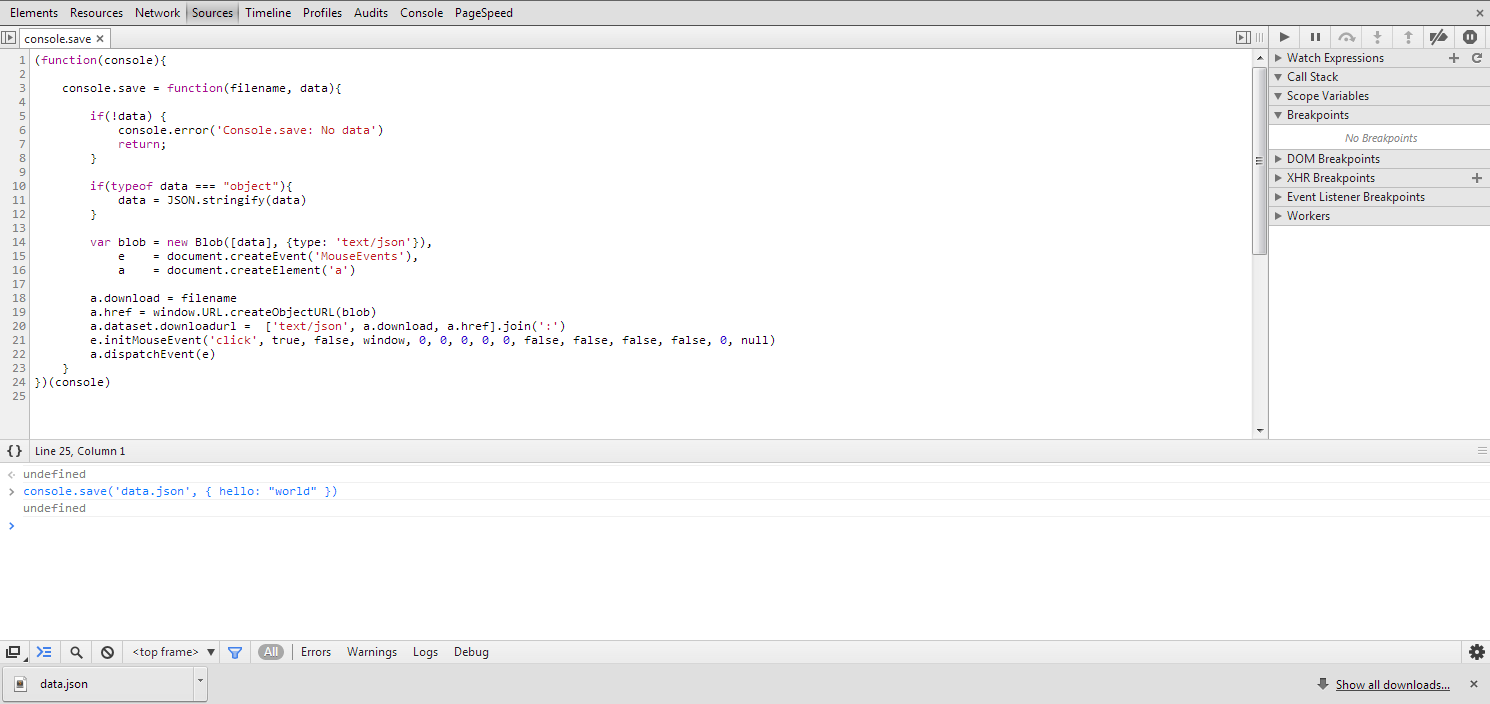 Elements Resources Network Sources Timeline Profiles Audits Console PageSpeed ×
console.save ×
1 (function(console){
2
3     console.save = function(filename, data){
4
5         if(!data) {
6             console.error('Console.save: No data')
7             return;
8         }
9
10         if(typeof data === "object"){
11             data = JSON.stringify(data)
12         }
13
14         var blob = new Blob([data], {type: 'text/json'}),
15             e    = document.createEvent('MouseEvents'),
16             a    = document.createElement('a')
17
18         a.download = filename
19         a.href = window.URL.createObjectURL(blob)
20         a.dataset.downloadurl =  ['text/json', a.download, a.href].join(':')
21         e.initMouseEvent('click', true, false, window, 0, 0, 0, 0, 0, false, false, false, false, 0, null)
22         a.dispatchEvent(e)
23     }
24 })(console)
25
Watch Expressions
Call Stack
Scope Variables
Breakpoints
No Breakpoints
DOM Breakpoints
XHR Breakpoints
Event Listener Breakpoints
Workers
{} Line 25, Column 1
undefined
> console.save('data.json', { hello: "world" })
undefined
>
<top frame> All Errors Warnings Logs Debug
data.json Show all downloads... ×